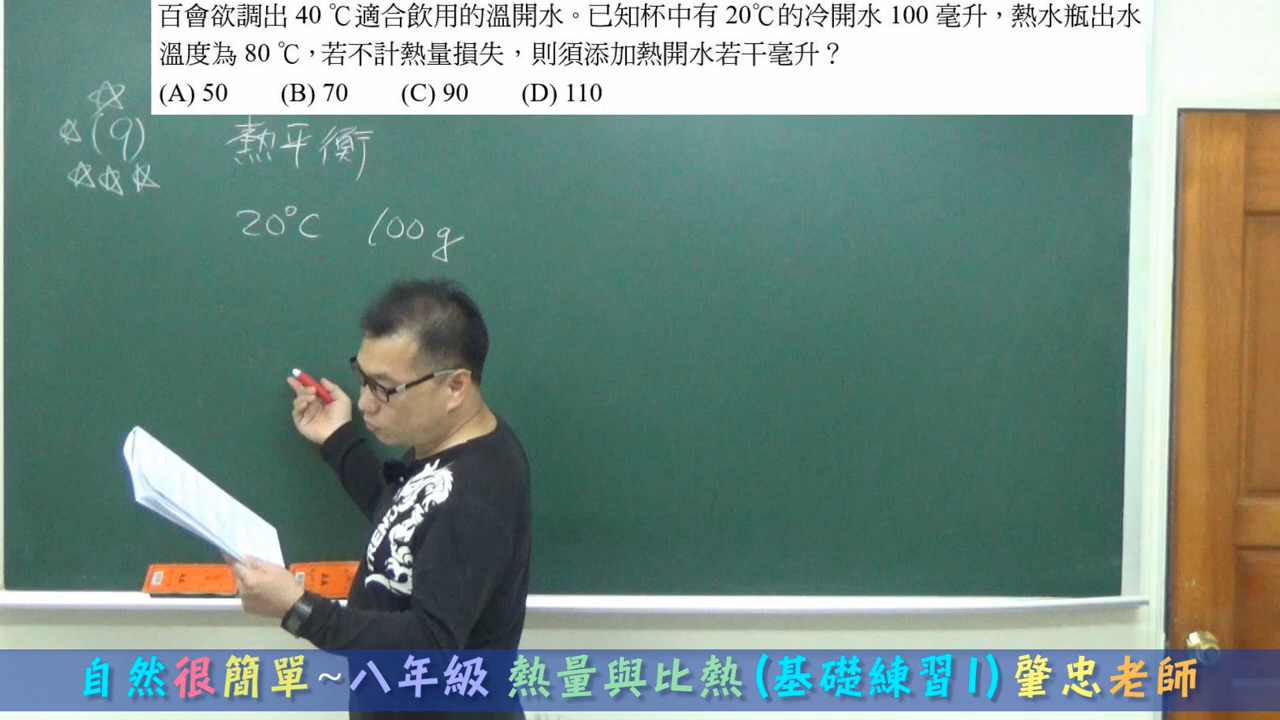 百會欲調出 40 ℃適合飲用的溫開水。已知杯中有 20℃的冷開水 100 毫升，熱水瓶出水
溫度為 80 ℃，若不計熱量損失，則須添加熱開水若干毫升？
(A) 50 (B) 70 (C) 90 (D) 110
☆
☆(9) 熱平衡
☆☆☆
20°C 100g
TREND
自然很簡單~八年級 熱量與比熱(基礎練習1)肇忠老師